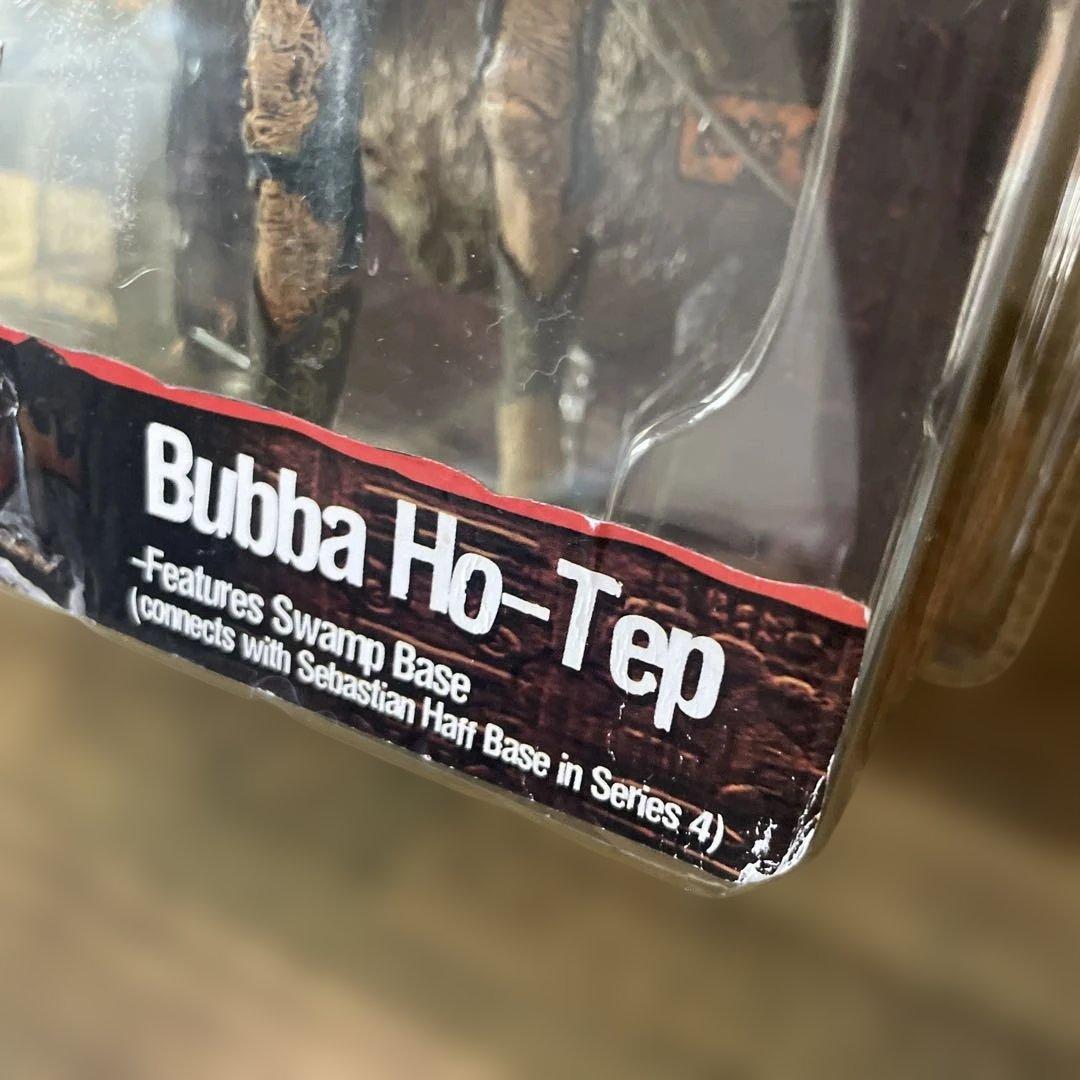 Bubba Ho-Tep
-Features Swamp Base
(connects with Sebastian Haff Base in Series 4)